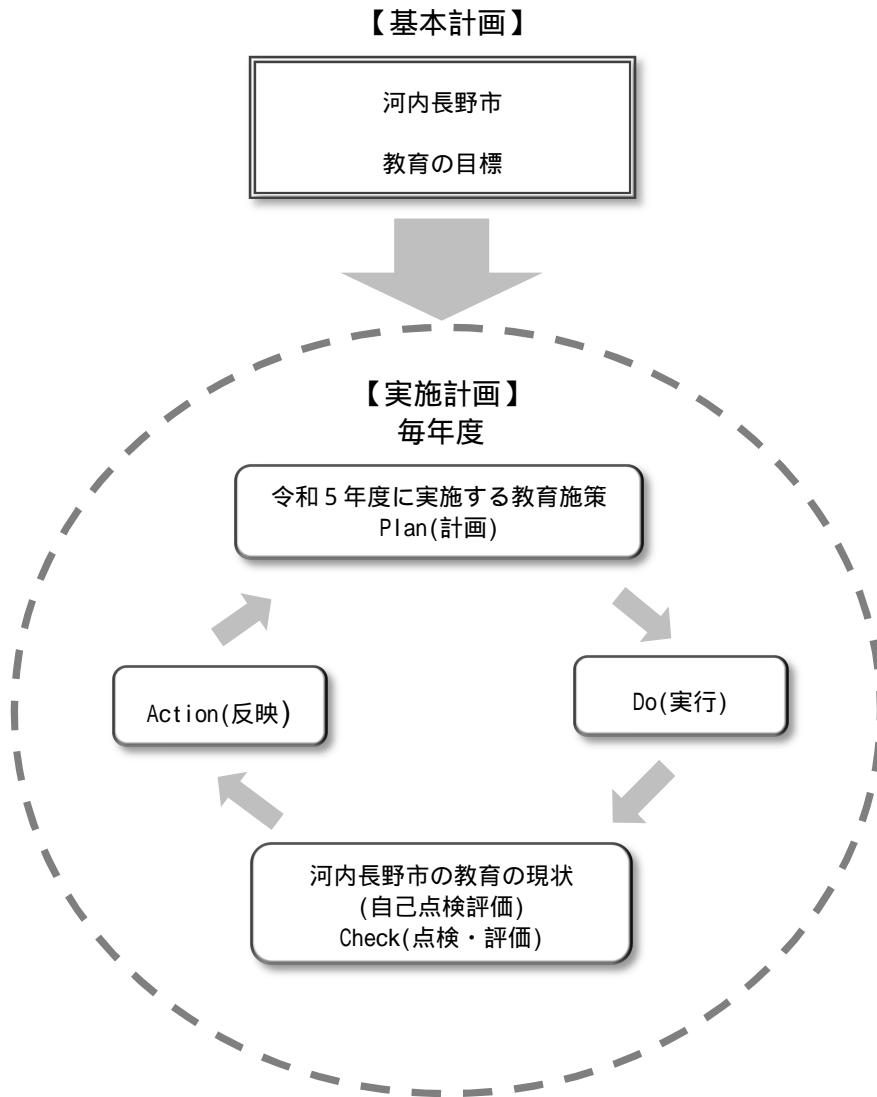 【基本計画】
河内長野市
教育の目標
【実施計画】
毎年度
令和５年度に実施する教育施策
Plan(計画)
Do(実行)
Action(反映)
河内長野市の教育の現状
(自己点検評価)
Check(点検・評価)